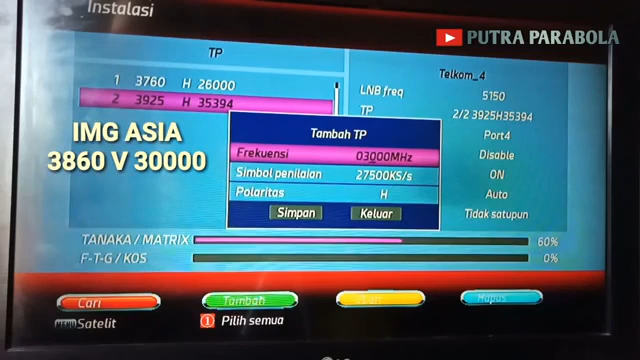 Instalasi
PUTRA PARABOLA
TP
1 3760 H 26000
2 3925 H 35394
IMG ASIA
3860 V 30000
Telkom_4
LNB freq 5150
TP 2/2 3925H35394
Port4
Disable
ON
Auto
Tidak satupun
Tambah TP
Frekuensi 03000MHz
Simbol penilaian 27500KS/s
Polaritas H
Simpan Keluar
TANAKA / MATRIX 60%
F-T-G / KOS 0%
Cari Tambah Hapus
MENU Satelit 1 Pilih semua